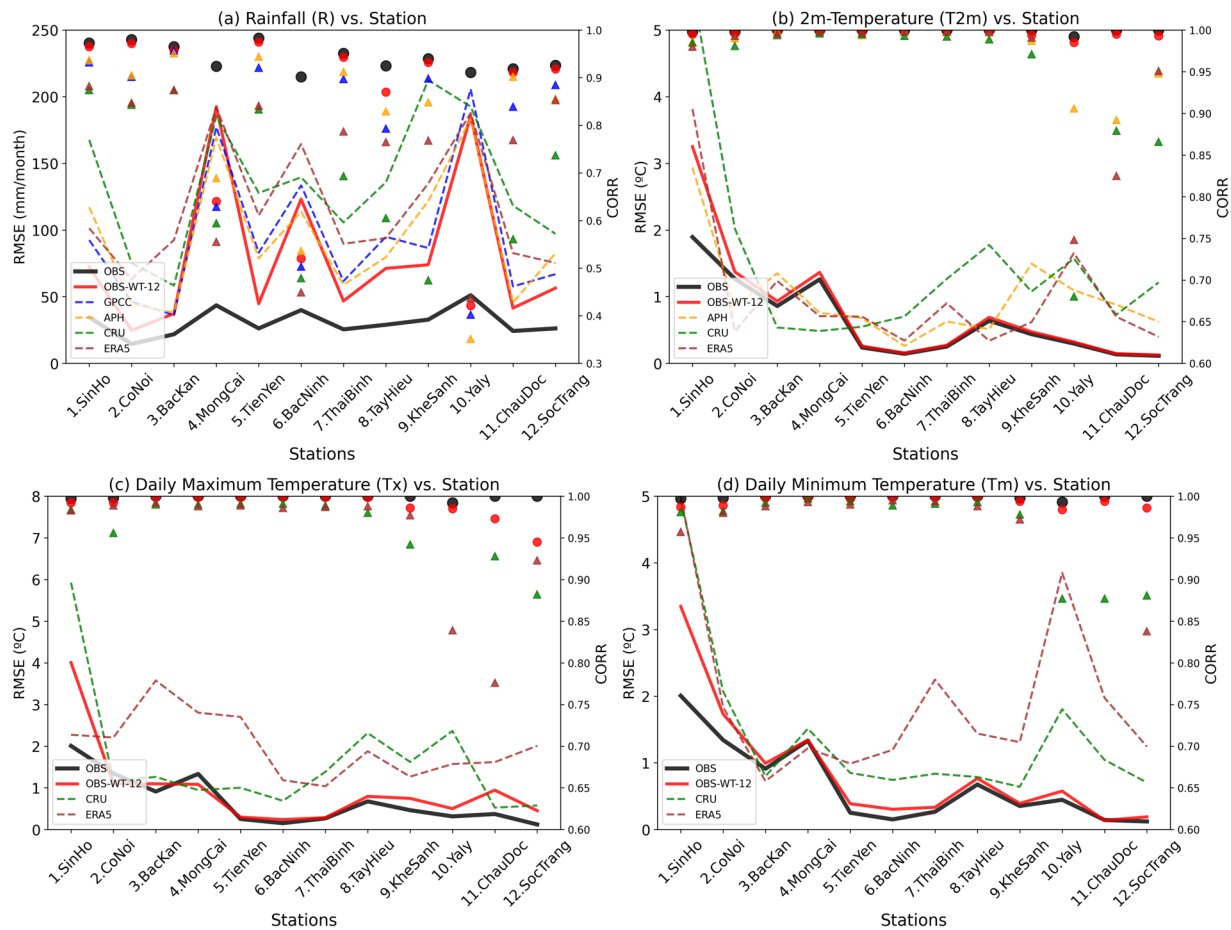 (a) Rainfall (R) vs. Station
RMSE (mm/month)
250
200
150
100
50
0
CORR
1.0
0.9
0.8
0.7
0.6
0.5
0.4
0.3
OBS
OBS-WT-12
GPCC
APH
CRU
ERA5
1.SinHo
2.CoNoi
3.BacKan
4.MongCai
5.TienYen
6.BacNinh
7.ThaiBinh
8.TayHieu
9.KheSanh
10.Yaly
11.ChauDoc
12.SocTrang
Stations
(b) 2m-Temperature (T2m) vs. Station
RMSE (ºC)
5
4
3
2
1
0
CORR
1.00
0.95
0.90
0.85
0.80
0.75
0.70
0.65
0.60
OBS
OBS-WT-12
APH
CRU
ERA5
1.SinHo
2.CoNoi
3.BacKan
4.MongCai
5.TienYen
6.BacNinh
7.ThaiBinh
8.TayHieu
9.KheSanh
10.Yaly
11.ChauDoc
12.SocTrang
Stations
(c) Daily Maximum Temperature (Tx) vs. Station
RMSE (ºC)
8
7
6
5
4
3
2
1
0
CORR
1.00
0.95
0.90
0.85
0.80
0.75
0.70
0.65
0.60
OBS
OBS-WT-12
CRU
ERA5
1.SinHo
2.CoNoi
3.BacKan
4.MongCai
5.TienYen
6.BacNinh
7.ThaiBinh
8.TayHieu
9.KheSanh
10.Yaly
11.ChauDoc
12.SocTrang
Stations
(d) Daily Minimum Temperature (Tm) vs. Station
RMSE (ºC)
5
4
3
2
1
0
CORR
1.00
0.95
0.90
0.85
0.80
0.75
0.70
0.65
0.60
OBS
OBS-WT-12
CRU
ERA5
1.SinHo
2.CoNoi
3.BacKan
4.MongCai
5.TienYen
6.BacNinh
7.ThaiBinh
8.TayHieu
9.KheSanh
10.Yaly
11.ChauDoc
12.SocTrang
Stations